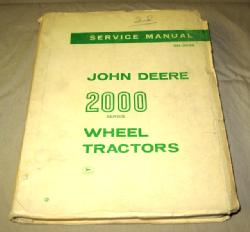 SERVICE MANUAL
JOHN DEERE
2000
SERIES
WHEEL
TRACTORS